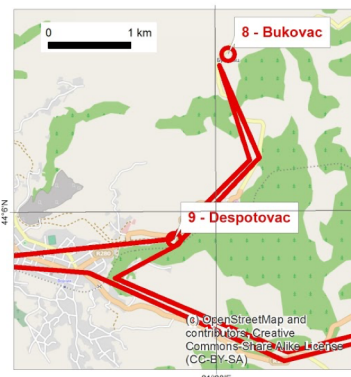 0 1 km
8 - Bukovac
44°6'N
9 - Despotovac
(c) OpenStreetMap and
contributors, Creative
Commons-Share Alike License
(CC-BY-SA)